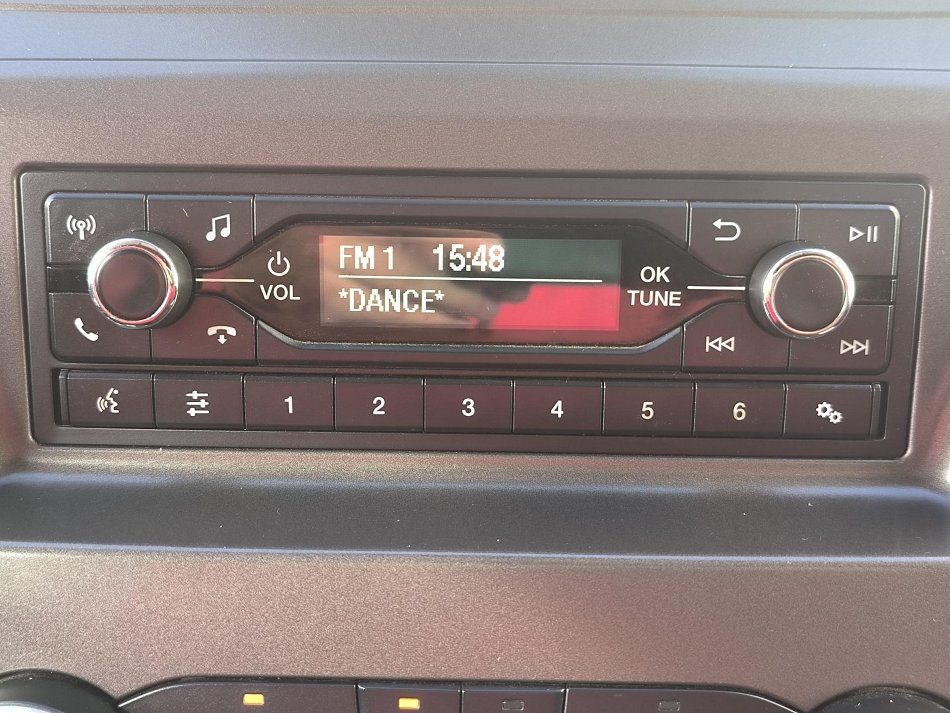 FM 1 15:48
*DANCE*
VOL
OK
TUNE
1 2 3 4 5 6